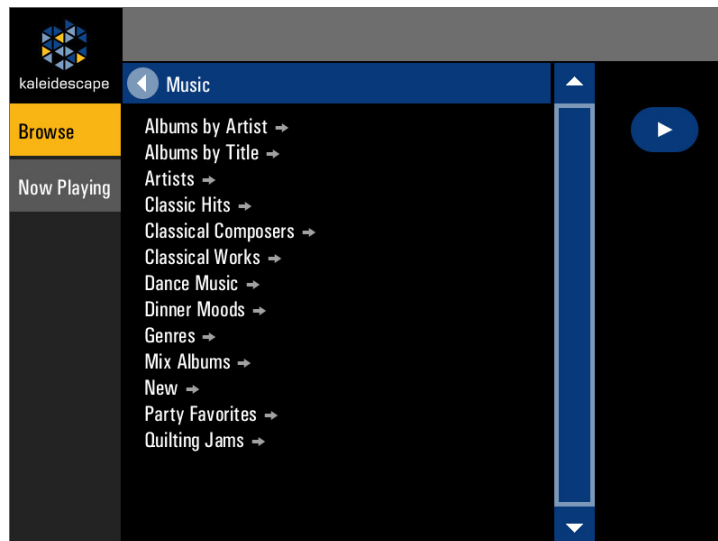 kaleidescape
Music
Browse
Now Playing
Albums by Artist
Albums by Title
Artists
Classic Hits
Classical Composers
Classical Works
Dance Music
Dinner Moods
Genres
Mix Albums
New
Party Favorites
Quilting Jams